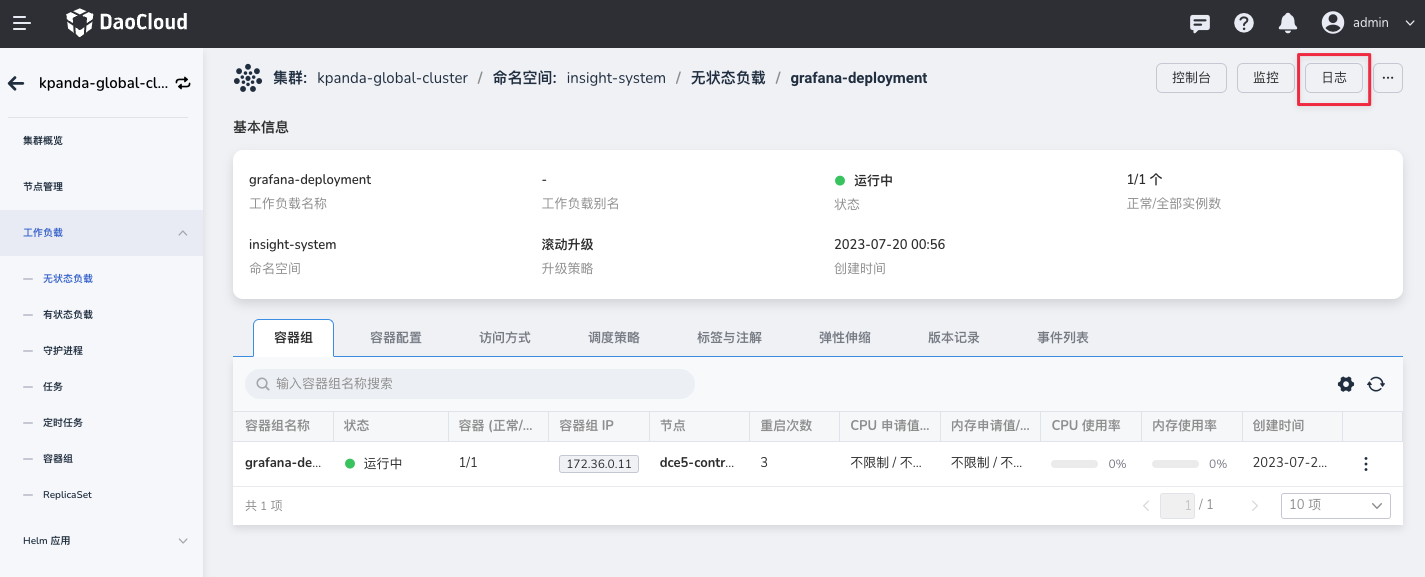 DaoCloud
admin
kpanda-global-cl...
集群概览
节点管理
工作负载
无状态负载
有状态负载
守护进程
任务
定时任务
容器组
ReplicaSet
Helm 应用
集群: kpanda-global-cluster / 命名空间: insight-system / 无状态负载 / grafana-deployment
控制台 监控 日志 ...
基本信息
grafana-deployment - 运行中 1/1 个
工作负载名称 工作负载别名 状态 正常/全部实例数
insight-system 滚动升级 2023-07-20 00:56
命名空间 升级策略 创建时间
容器组 容器配置 访问方式 调度策略 标签与注解 弹性伸缩 版本记录 事件列表
输入容器组名称搜索
容器组名称 状态 容器 (正常/... 容器组 IP 节点 重启次数 CPU 申请值... 内存申请值/... CPU 使用率 内存使用率 创建时间
grafana-de... 运行中 1/1 172.36.0.11 dce5-contr... 3 不限制 / 不... 不限制 / 不... 0% 0% 2023-07-2...
共 1 项 1 / 1 10 项